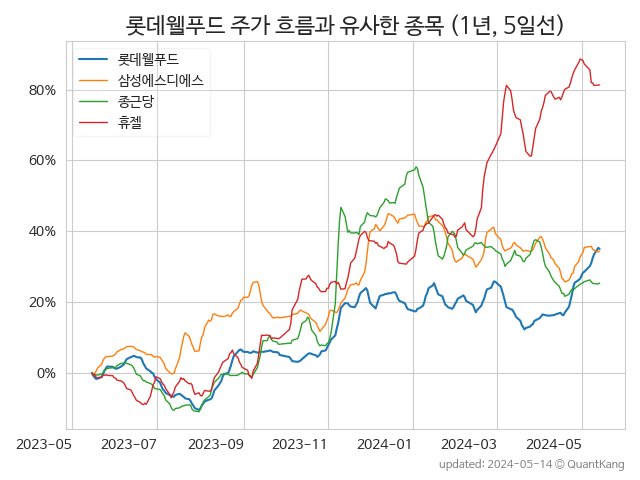 롯데웰푸드 주가 흐름과 유사한 종목 (1년, 5일선)
롯데웰푸드
삼성에스디에스
종근당
휴젤
80%
60%
40%
20%
0%
2023-05 2023-07 2023-09 2023-11 2024-01 2024-03 2024-05
updated: 2024-05-14 ⓒ QuantKang